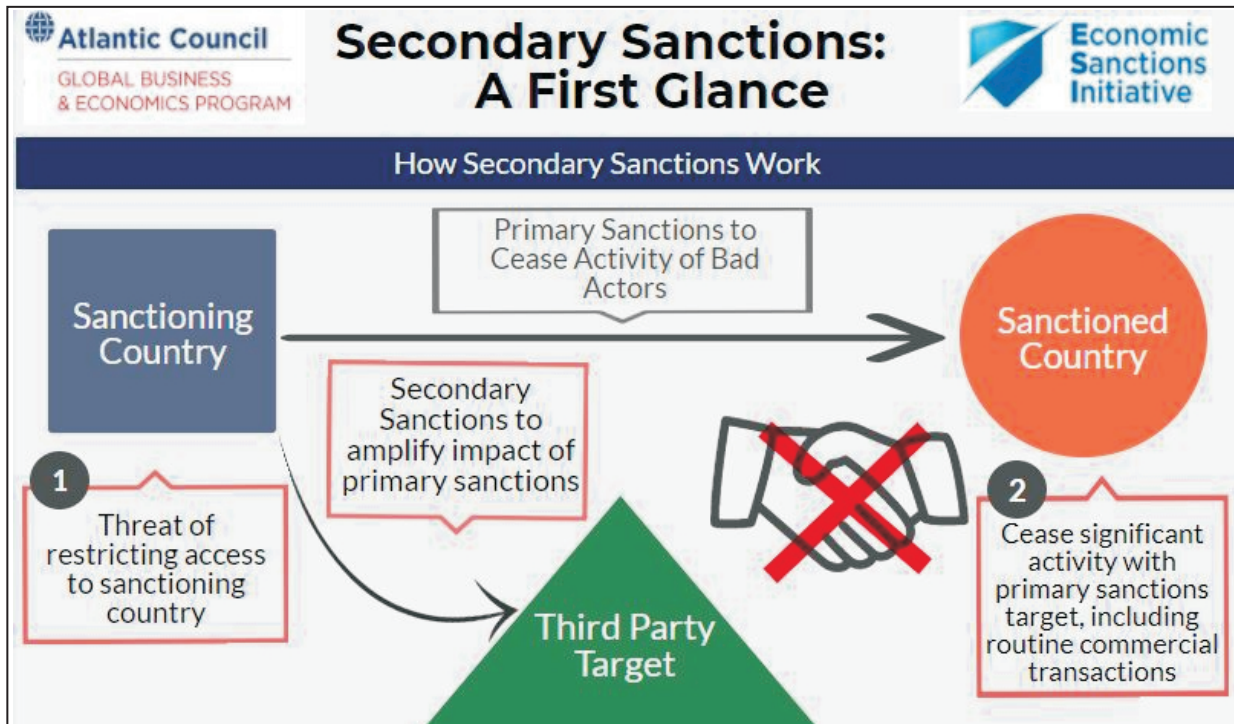 Atlantic Council
GLOBAL BUSINESS
& ECONOMICS PROGRAM
Secondary Sanctions:
A First Glance
Economic
Sanctions
Initiative
How Secondary Sanctions Work
Primary Sanctions to
Cease Activity of Bad
Actors
Sanctioning
Country
Sanctioned
Country
Secondary
Sanctions to
amplify impact of
primary sanctions
1
Threat of
restricting access
to sanctioning
country
2
Cease significant
activity with
primary sanctions
target, including
routine commercial
transactions
Third Party
Target